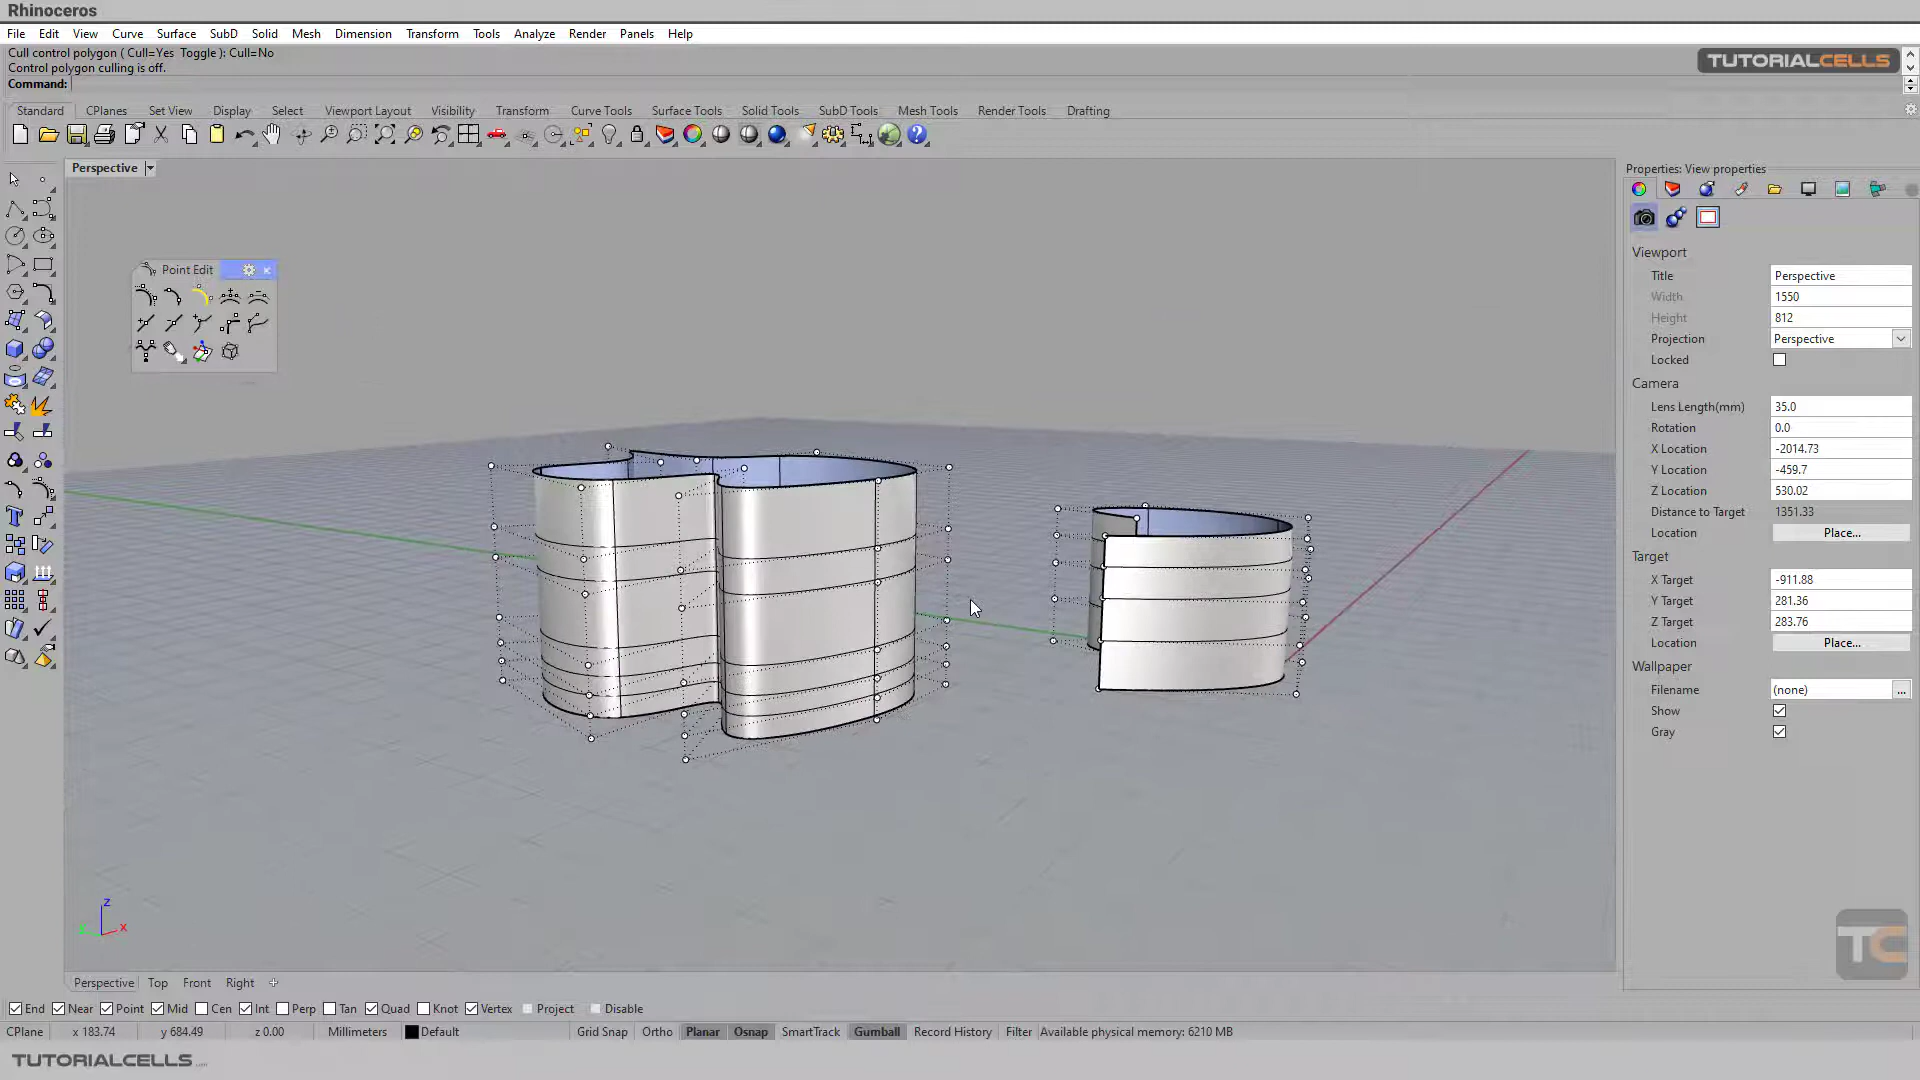 Rhinoceros
File Edit View Curve Surface SubD Solid Mesh Dimension Transform Tools Analyze Render Panels Help
Cull control polygon ( Cull=Yes Toggle ): Cull=No
Control polygon culling is off.
Command:
TUTORIALCELLS
Standard CPlanes Set View Display Select Viewport Layout Visibility Transform Curve Tools Surface Tools Solid Tools SubD Tools Mesh Tools Render Tools Drafting
Perspective
Properties: View properties
Point Edit
Viewport
Title Perspective
Width 1550
Height 812
Projection Perspective
Locked
Camera
Lens Length(mm) 35.0
Rotation 0.0
X Location -2014.73
Y Location -459.7
Z Location 530.02
Distance to Target 1351.33
Location Place...
Target
X Target -911.88
Y Target 281.36
Z Target 283.76
Location Place...
Wallpaper
Filename (none) ...
Show
Gray
z
x
TC
Perspective Top Front Right
End Near Point Mid Cen Int Perp Tan Quad Knot Vertex Project Disable
CPlane x 183.74 y 684.49 z 0.00 Millimeters Default Grid Snap Ortho Planar Osnap SmartTrack Gumball Record History Filter Available physical memory: 6210 MB
TUTORIALCELLS